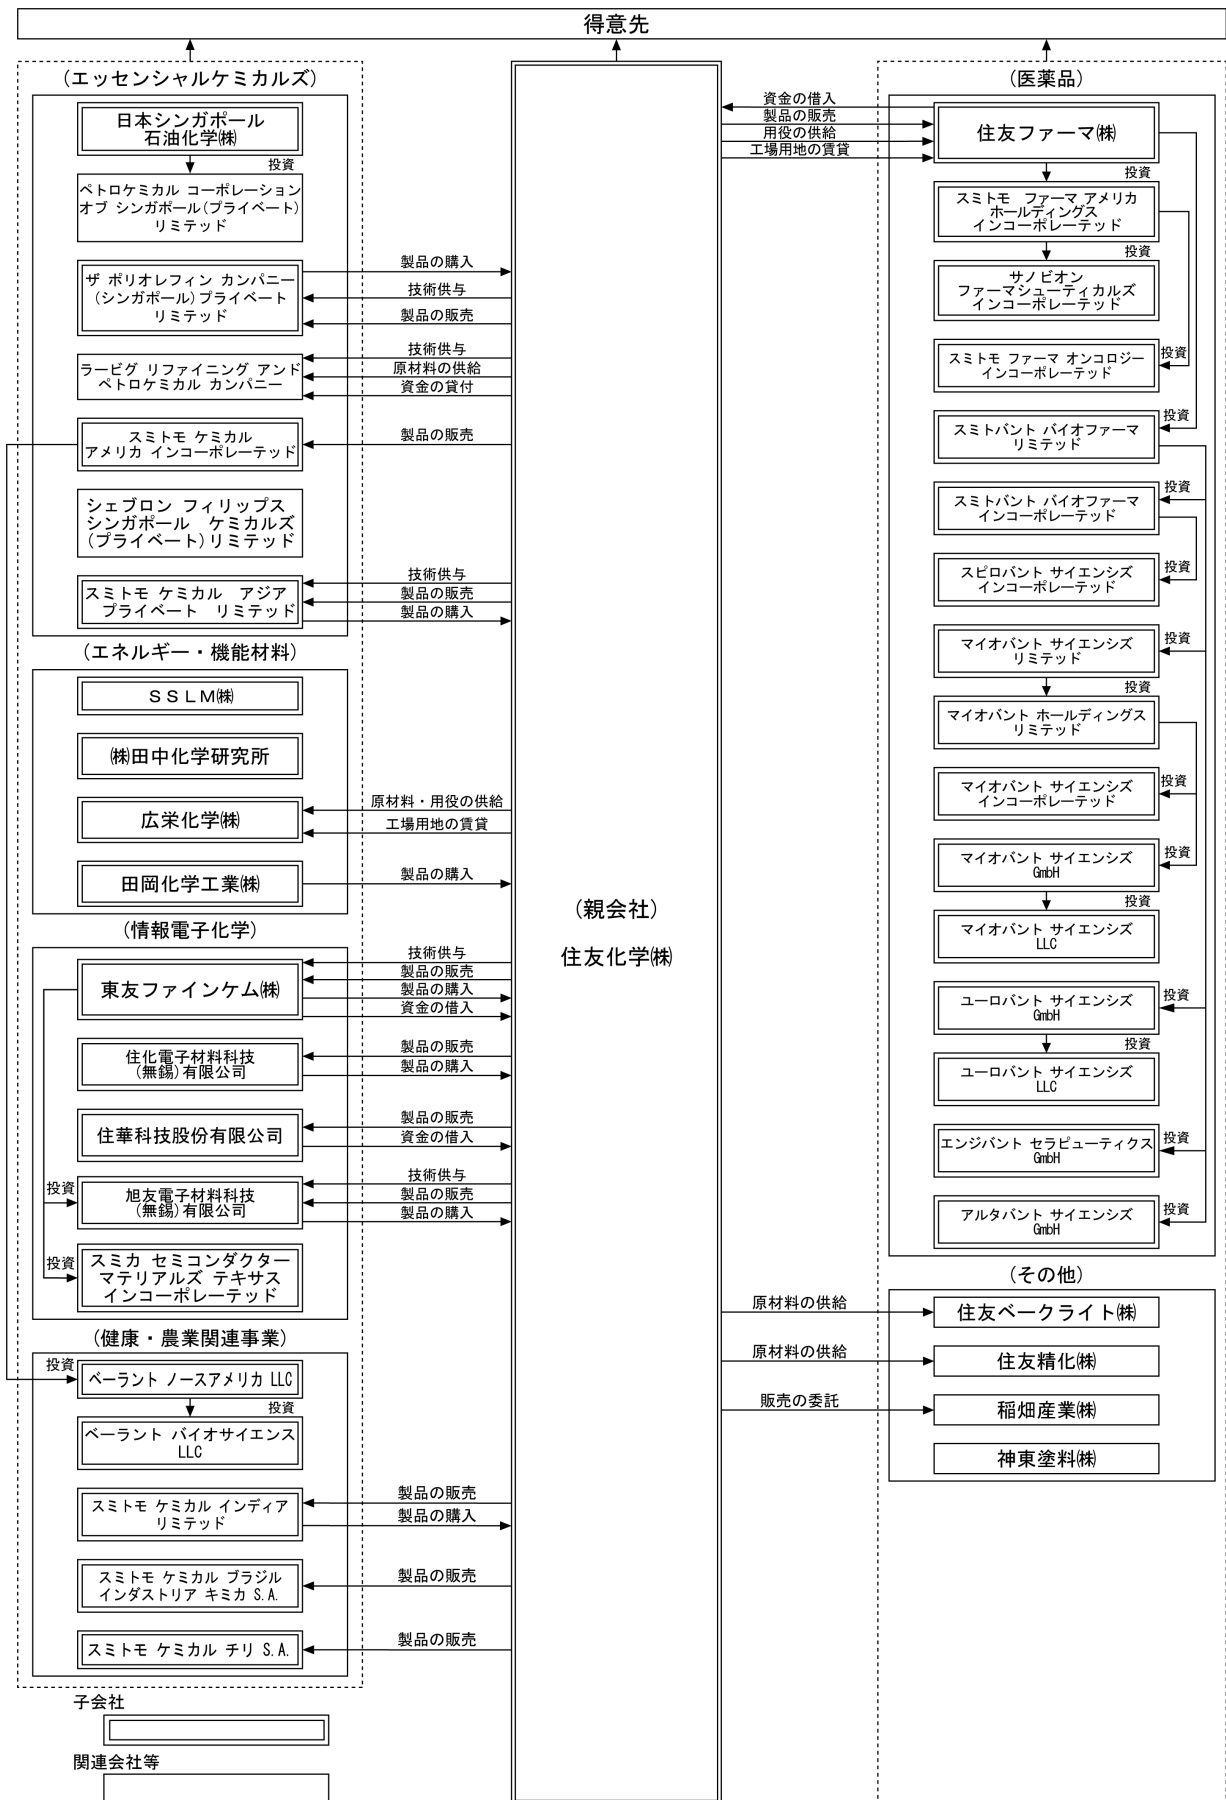 得意先
(エッセンシャルケミカルズ)
日本シンガポール
石油化学㈱
投資
ペトロケミカル コーポレーション
オブ シンガポール(プライベート)
リミテッド
ザ ポリオレフィン カンパニー
(シンガポール)プライベート
リミテッド
製品の購入
技術供与
製品の販売
ラービグ リファイニング アンド
ペトロケミカル カンパニー
技術供与
原材料の供給
資金の貸付
スミトモ ケミカル
アメリカ インコーポレーテッド
製品の販売
シェブロン フィリップス
シンガポール ケミカルズ
(プライベート)リミテッド
スミトモ ケミカル アジア
プライベート リミテッド
技術供与
製品の販売
製品の購入
(エネルギー・機能材料)
ＳＳＬＭ㈱
㈱田中化学研究所
広栄化学㈱
原材料・用役の供給
工場用地の賃貸
田岡化学工業㈱
製品の購入
(情報電子化学)
東友ファインケム㈱
技術供与
製品の販売
製品の購入
資金の借入
住化電子材料科技
(無錫)有限公司
製品の販売
製品の購入
住華科技股份有限公司
製品の販売
資金の借入
投資
旭友電子材料科技
(無錫)有限公司
技術供与
製品の販売
製品の購入
投資
スミカ セミコンダクター
マテリアルズ テキサス
インコーポレーテッド
(健康・農業関連事業)
投資
ベーラント ノースアメリカ LLC
投資
ベーラント バイオサイエンス
LLC
スミトモ ケミカル インディア
リミテッド
製品の販売
製品の購入
スミトモ ケミカル ブラジル
インダストリア キミカ S.A.
製品の販売
スミトモ ケミカル チリ S.A.
製品の販売
子会社
関連会社等
(親会社)
住友化学㈱
(医薬品)
資金の借入
製品の販売
用役の供給
工場用地の賃貸
住友ファーマ㈱
投資
スミトモ ファーマ アメリカ
ホールディングス
インコーポレーテッド
投資
サノビオン
ファーマシューティカルズ
インコーポレーテッド
スミトモ ファーマ オンコロジー
インコーポレーテッド
投資
スミトバント バイオファーマ
リミテッド
投資
スミトバント バイオファーマ
インコーポレーテッド
投資
スピロバント サイエンシズ
インコーポレーテッド
投資
マイオバント サイエンシズ
リミテッド
投資
投資
マイオバント ホールディングス
リミテッド
マイオバント サイエンシズ
インコーポレーテッド
投資
マイオバント サイエンシズ
GmbH
投資
投資
マイオバント サイエンシズ
LLC
ユーロバント サイエンシズ
GmbH
投資
投資
ユーロバント サイエンシズ
LLC
エンジバント セラピューティクス
GmbH
投資
アルタバント サイエンシズ
GmbH
投資
(その他)
原材料の供給
住友ベークライト㈱
原材料の供給
住友精化㈱
販売の委託
稲畑産業㈱
神東塗料㈱